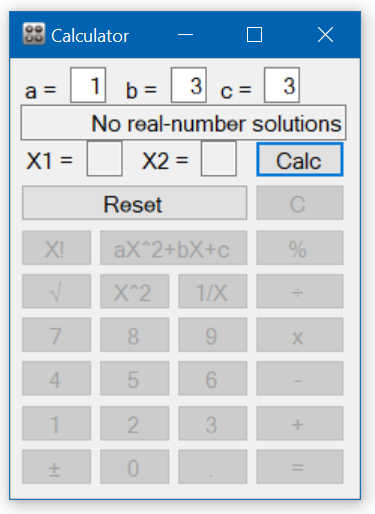 Calculator
a = 1 b = 3 c = 3
No real-number solutions
X1 = X2 = Calc
Reset C
X! aX^2+bX+c %
√ X^2 1/X ÷
7 8 9 x
4 5 6 -
1 2 3 +
± 0 . =